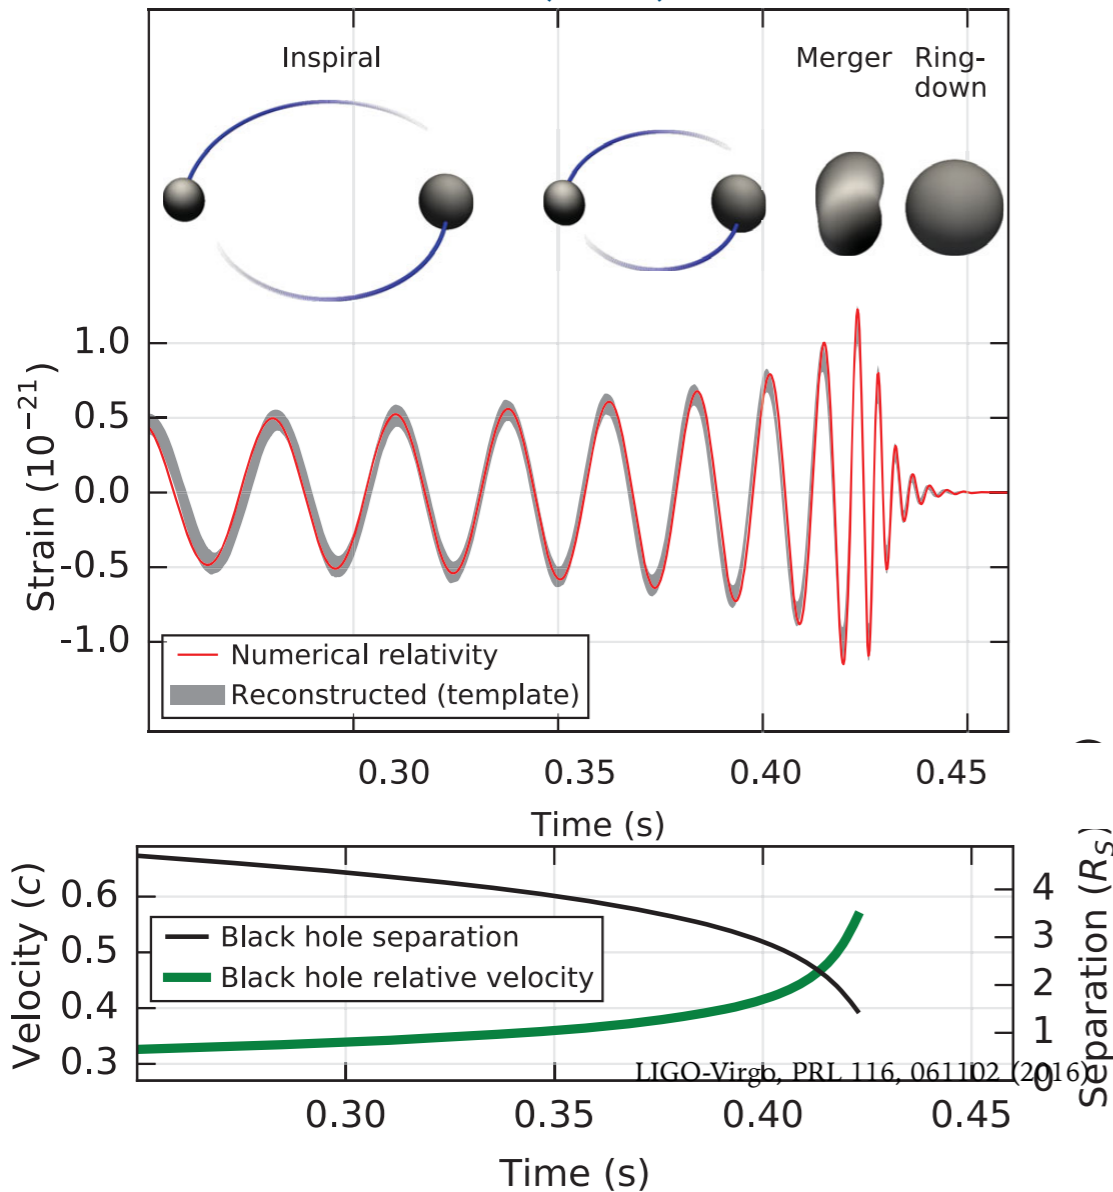 Inspiral
Merger
Ring-
down
1.0
0.5
0.0
-0.5
-1.0
Strain (10⁻²¹)
Numerical relativity
Reconstructed (template)
0.30
0.35
0.40
0.45
Time (s)
Velocity (c)
0.6
0.5
0.4
0.3
Black hole separation
Black hole relative velocity
4
3
2
1
0
Separation (R_S)
LIGO-Virgo, PRL 116, 061102 (2016)
0.30
0.35
0.40
0.45
Time (s)